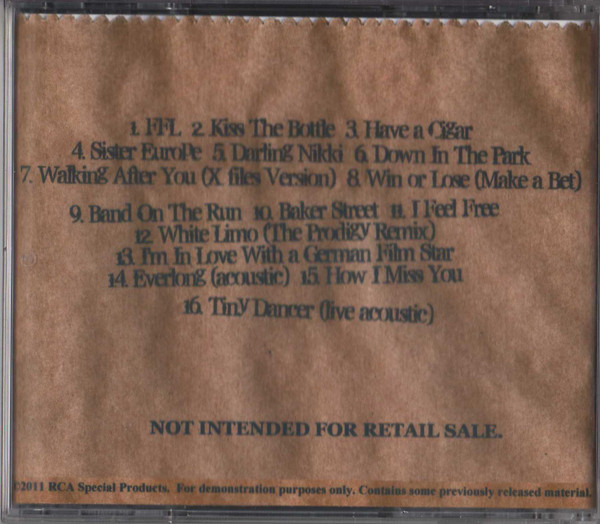 1. FFL 2. Kiss The Bottle 3. Have a Cigar
4. Sister Europe 5. Darling Nikki 6. Down In The Park
7. Walking After You (X files Version) 8. Win or Lose (Make a Bet)
9. Band On The Run 10. Baker Street 11. I Feel Free
12. White Limo (The Prodigy Remix)
13. I'm In Love With a German Film Star
14. Everlong (acoustic) 15. How I Miss You
16. Tiny Dancer (live acoustic)
NOT INTENDED FOR RETAIL SALE.
©2011 RCA Special Products. For demonstration purposes only. Contains some previously released material.